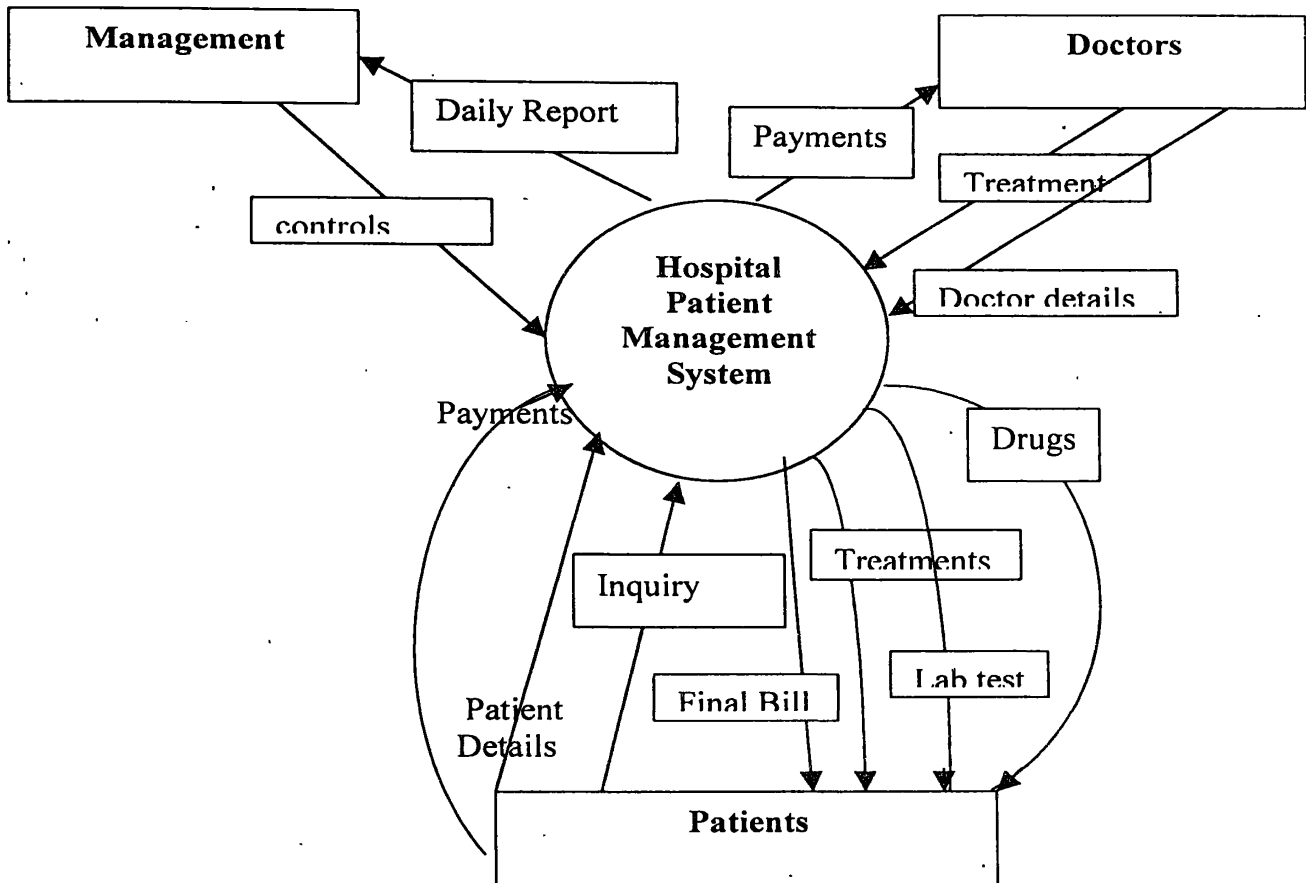 Management
Doctors
Daily Report
Payments
Treatment
controls
Hospital
Patient
Management
System
Doctor details
Payments
Drugs
Treatments
Inquiry
Lab test
Final Bill
Patient
Details
Patients